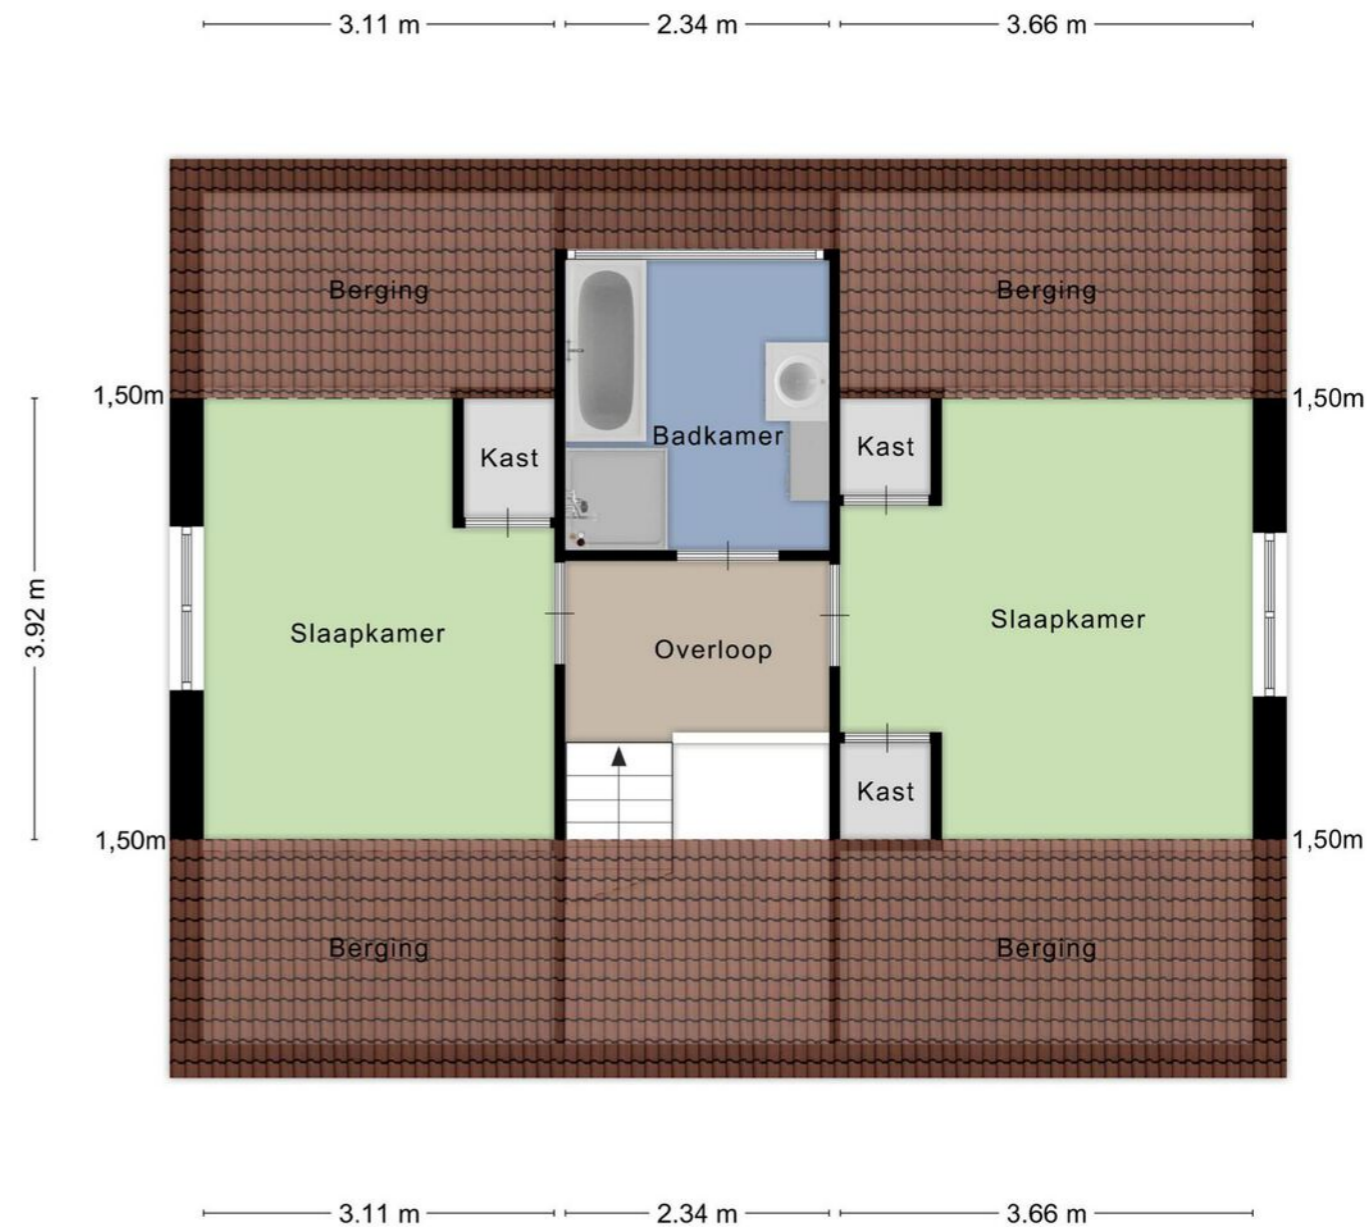 3.11 m
2.34 m
3.66 m
Berging
Berging
1,50m
1,50m
Kast
Badkamer
Kast
3.92 m
Slaapkamer
Overloop
Slaapkamer
Kast
1,50m
1,50m
Berging
Berging
3.11 m
2.34 m
3.66 m